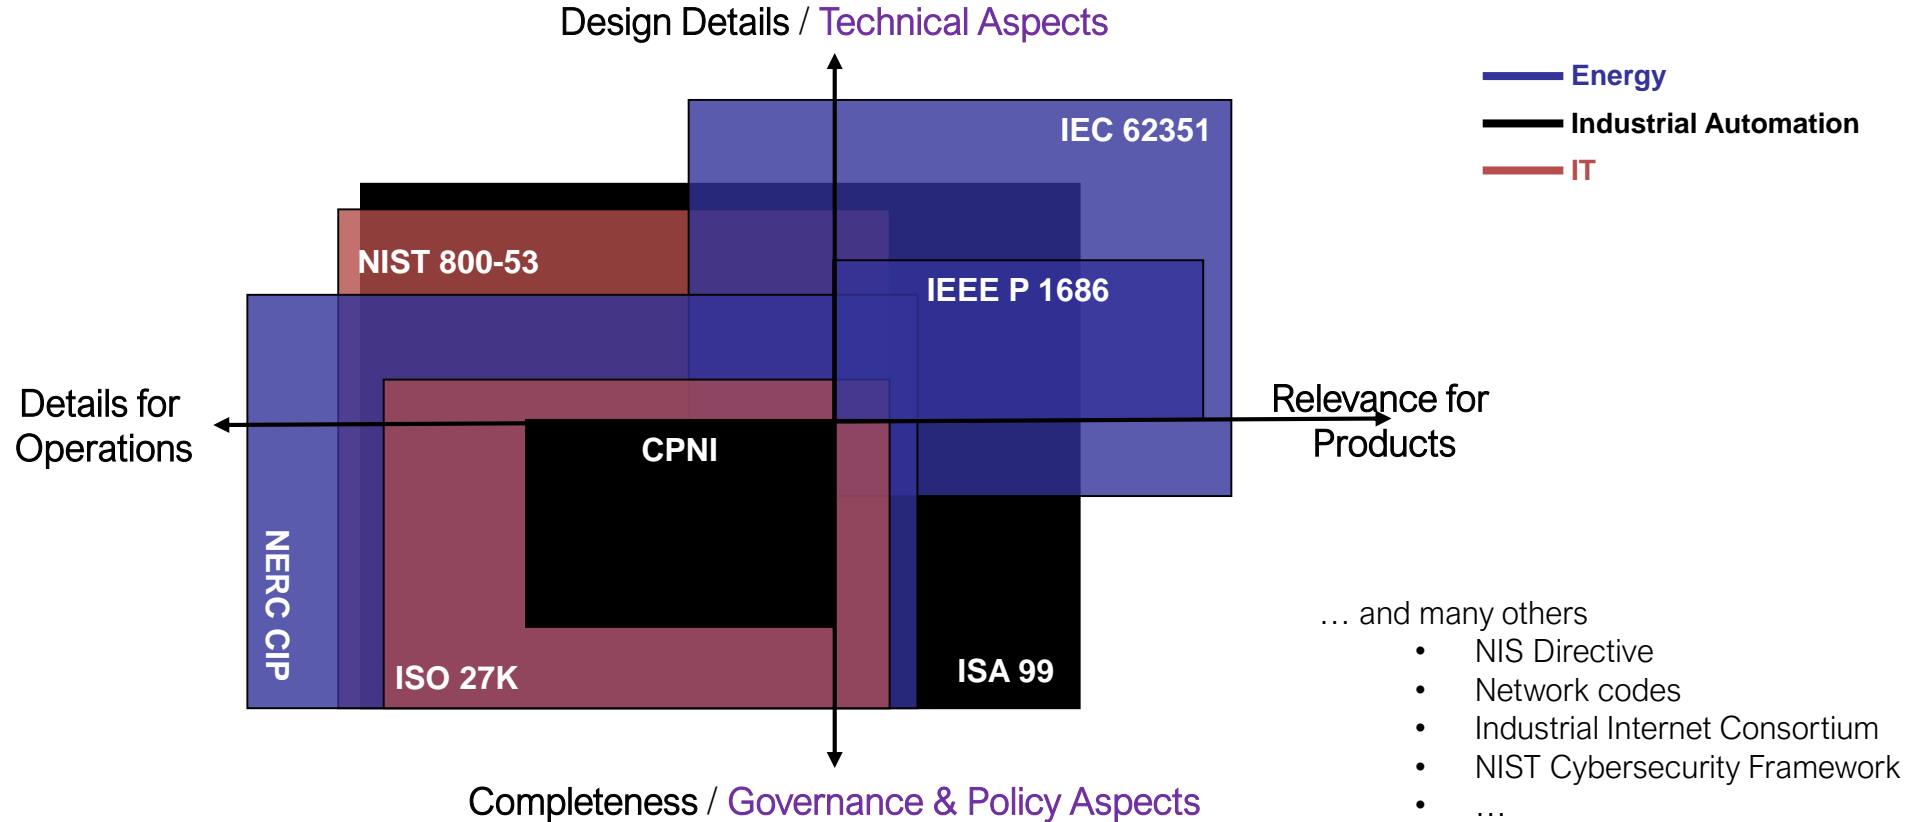 Design Details / Technical Aspects
Energy
Industrial Automation
IT
IEC 62351
NIST 800-53
IEEE P 1686
Details for
Operations
Relevance for
Products
CPNI
NERC CIP
ISO 27K
ISA 99
… and many others
• NIS Directive
• Network codes
• Industrial Internet Consortium
• NIST Cybersecurity Framework
• …
Completeness / Governance & Policy Aspects